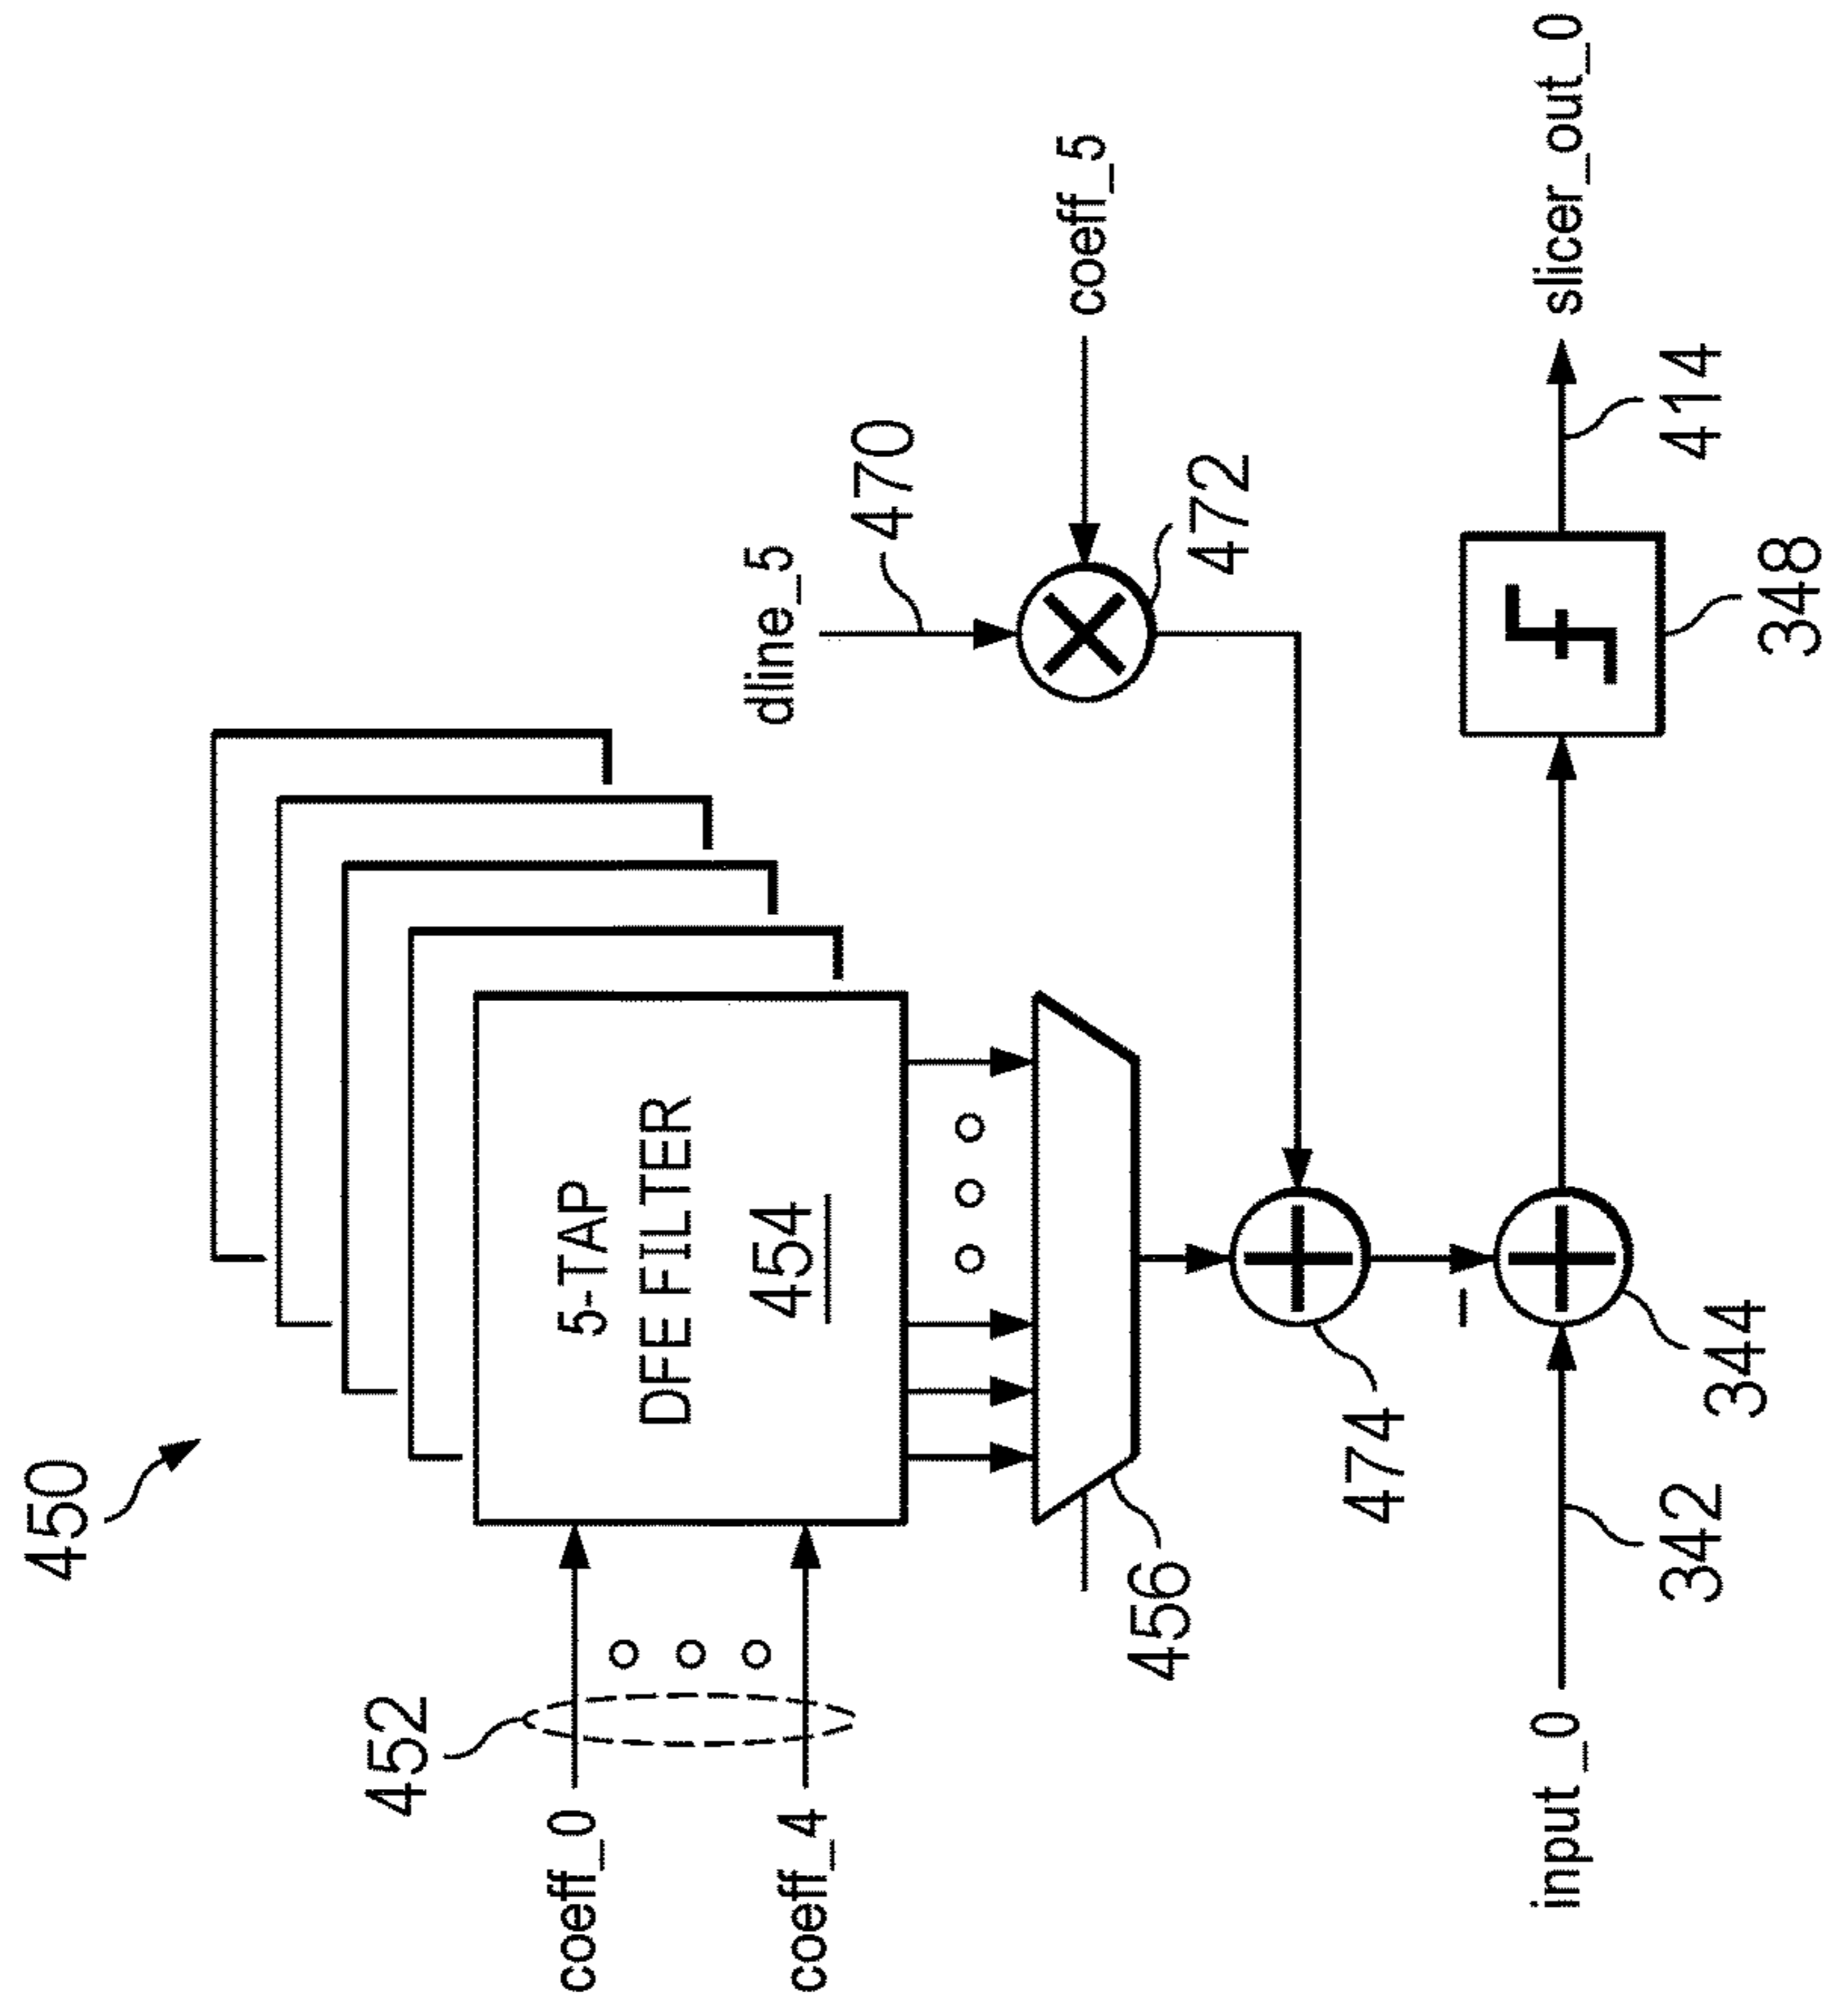 450
452
coeff_0
coeff_4
5-TAP
DFE FILTER
454
dline_5
470
coeff_5
472
456
474
input_0
342
344
348
414
slicer_out_0